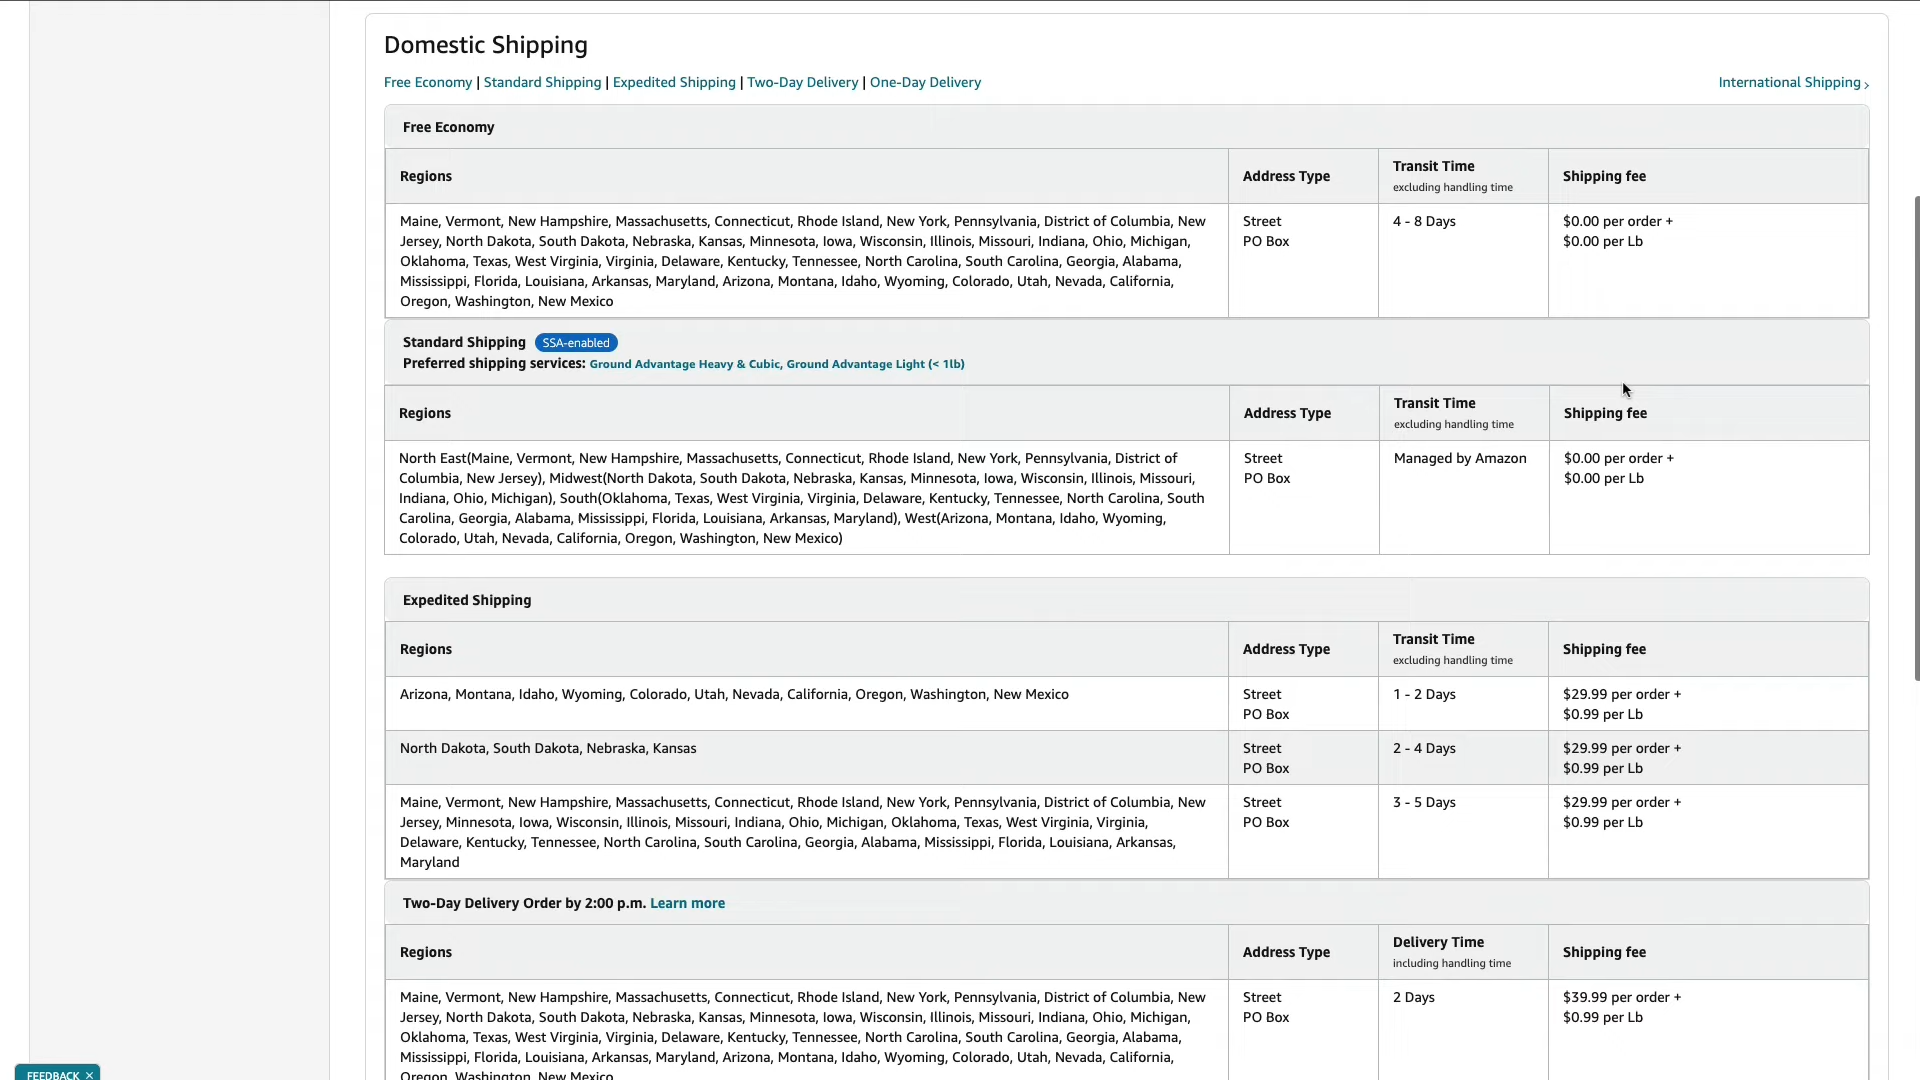 Domestic Shipping
Free Economy | Standard Shipping | Expedited Shipping | Two-Day Delivery | One-Day Delivery
International Shipping ›
Free Economy
Regions
Address Type
Transit Time
excluding handling time
Shipping fee
Maine, Vermont, New Hampshire, Massachusetts, Connecticut, Rhode Island, New York, Pennsylvania, District of Columbia, New
Jersey, North Dakota, South Dakota, Nebraska, Kansas, Minnesota, Iowa, Wisconsin, Illinois, Missouri, Indiana, Ohio, Michigan,
Oklahoma, Texas, West Virginia, Virginia, Delaware, Kentucky, Tennessee, North Carolina, South Carolina, Georgia, Alabama,
Mississippi, Florida, Louisiana, Arkansas, Maryland, Arizona, Montana, Idaho, Wyoming, Colorado, Utah, Nevada, California,
Oregon, Washington, New Mexico
Street
PO Box
4 - 8 Days
$0.00 per order +
$0.00 per Lb
Standard Shipping SSA-enabled
Preferred shipping services: Ground Advantage Heavy & Cubic, Ground Advantage Light (< 1lb)
Regions
Address Type
Transit Time
excluding handling time
Shipping fee
North East(Maine, Vermont, New Hampshire, Massachusetts, Connecticut, Rhode Island, New York, Pennsylvania, District of
Columbia, New Jersey), Midwest(North Dakota, South Dakota, Nebraska, Kansas, Minnesota, Iowa, Wisconsin, Illinois, Missouri,
Indiana, Ohio, Michigan), South(Oklahoma, Texas, West Virginia, Virginia, Delaware, Kentucky, Tennessee, North Carolina, South
Carolina, Georgia, Alabama, Mississippi, Florida, Louisiana, Arkansas, Maryland), West(Arizona, Montana, Idaho, Wyoming,
Colorado, Utah, Nevada, California, Oregon, Washington, New Mexico)
Street
PO Box
Managed by Amazon
$0.00 per order +
$0.00 per Lb
Expedited Shipping
Regions
Address Type
Transit Time
excluding handling time
Shipping fee
Arizona, Montana, Idaho, Wyoming, Colorado, Utah, Nevada, California, Oregon, Washington, New Mexico
Street
PO Box
1 - 2 Days
$29.99 per order +
$0.99 per Lb
North Dakota, South Dakota, Nebraska, Kansas
Street
PO Box
2 - 4 Days
$29.99 per order +
$0.99 per Lb
Maine, Vermont, New Hampshire, Massachusetts, Connecticut, Rhode Island, New York, Pennsylvania, District of Columbia, New
Jersey, Minnesota, Iowa, Wisconsin, Illinois, Missouri, Indiana, Ohio, Michigan, Oklahoma, Texas, West Virginia, Virginia,
Delaware, Kentucky, Tennessee, North Carolina, South Carolina, Georgia, Alabama, Mississippi, Florida, Louisiana, Arkansas,
Maryland
Street
PO Box
3 - 5 Days
$29.99 per order +
$0.99 per Lb
Two-Day Delivery Order by 2:00 p.m. Learn more
Regions
Address Type
Delivery Time
including handling time
Shipping fee
Maine, Vermont, New Hampshire, Massachusetts, Connecticut, Rhode Island, New York, Pennsylvania, District of Columbia, New
Jersey, North Dakota, South Dakota, Nebraska, Kansas, Minnesota, Iowa, Wisconsin, Illinois, Missouri, Indiana, Ohio, Michigan,
Oklahoma, Texas, West Virginia, Virginia, Delaware, Kentucky, Tennessee, North Carolina, South Carolina, Georgia, Alabama,
Mississippi, Florida, Louisiana, Arkansas, Maryland, Arizona, Montana, Idaho, Wyoming, Colorado, Utah, Nevada, California,
Oregon, Washington, New Mexico
Street
PO Box
2 Days
$39.99 per order +
$0.99 per Lb
FEEDBACK ×